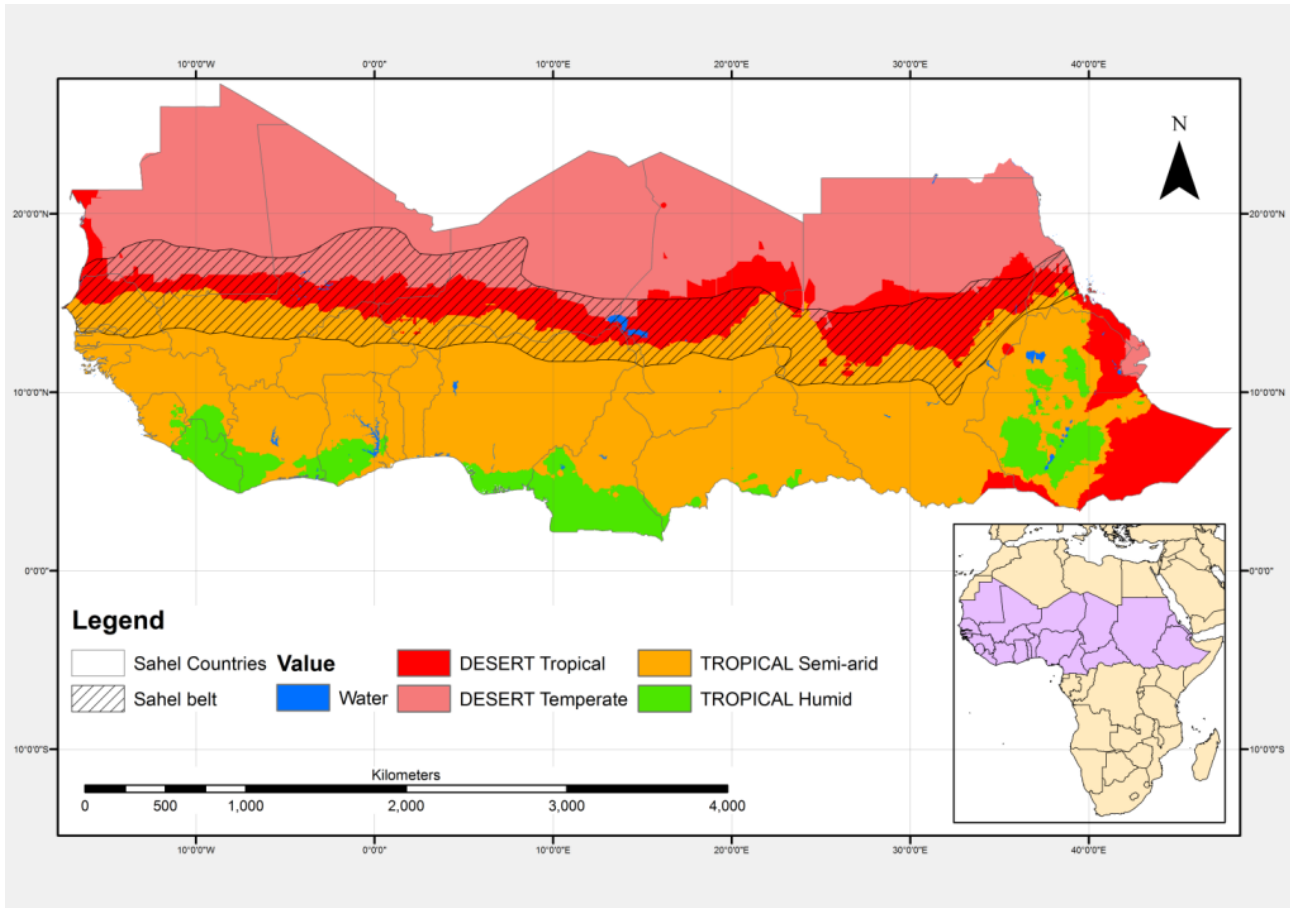 10°0'0"W 0°0'0" 10°0'0"E 20°0'0"E 30°0'0"E 40°0'0"E
N
20°0'0"N 20°0'0"N
10°0'0"N 10°0'0"N
0°0'0" 0°0'0"
Legend
Sahel Countries Value DESERT Tropical TROPICAL Semi-arid
Sahel belt Water DESERT Temperate TROPICAL Humid
10°0'0"S 10°0'0"S
Kilometers
0 500 1,000 2,000 3,000 4,000
10°0'0"W 0°0'0" 10°0'0"E 20°0'0"E 30°0'0"E 40°0'0"E